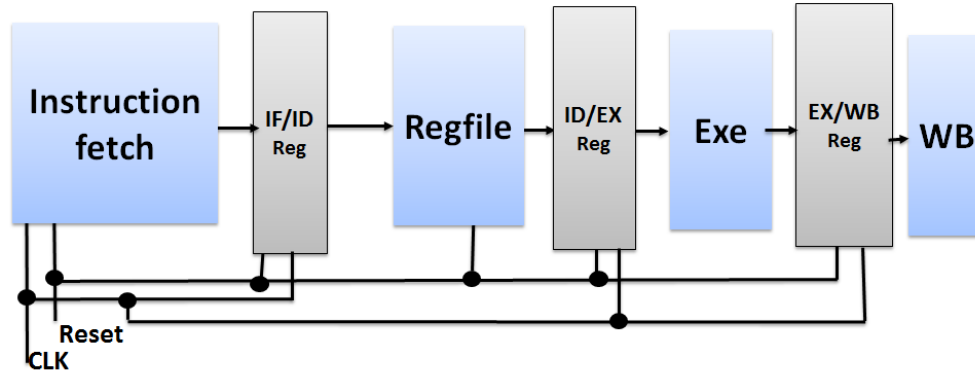 Instruction
fetch
IF/ID
Reg
Regfile
ID/EX
Reg
Exe
EX/WB
Reg
WB
Reset
CLK